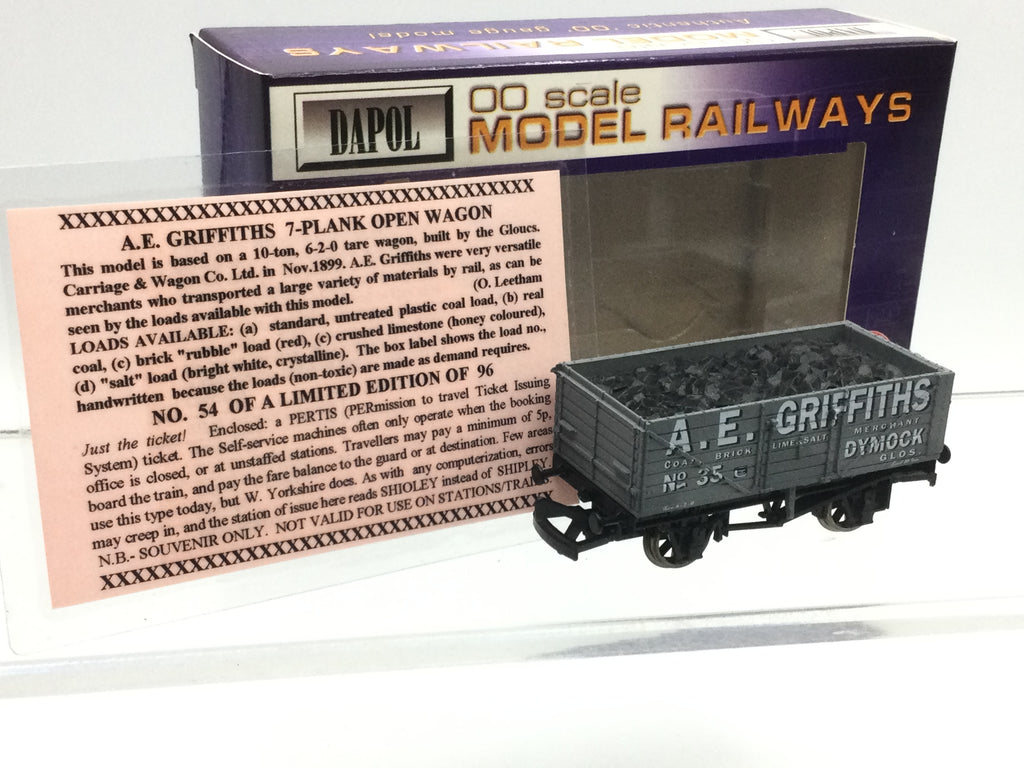 Authentic '00' gauge model
MODEL RAILWAYS
DAPOL
OO scale
MODEL RAILWAYS
XXXXXXXXXXXXXXXXXXXXXXXXXXXXXXXXXX
A.E. GRIFFITHS 7-PLANK OPEN WAGON
This model is based on a 10-ton, 6-2-0 tare wagon, built by the Gloucs.
Carriage & Wagon Co. Ltd. in Nov.1899. A.E. Griffiths were very versatile
merchants who transported a large variety of materials by rail, as can be
seen by the loads available with this model. (O. Leetham
LOADS AVAILABLE: (a) standard, untreated plastic coal load, (b) real
coal, (c) brick "rubble" load (red), (c) crushed limestone (honey coloured),
(d) "salt" load (bright white, crystalline). The box label shows the load no.,
handwritten because the loads (non-toxic) are made as demand requires.
NO. 54 OF A LIMITED EDITION OF 96
Just the ticket! Enclosed: a PERTIS (PERmission to travel Ticket Issuing
System) ticket. The Self-service machines often only operate when the booking
office is closed, or at unstaffed stations. Travellers may pay a minimum of 5p,
board the train, and pay the fare balance to the guard or at destination. Few areas
use this type today, but W. Yorkshire does. As with any computerization, errors
may creep in, and the station of issue here reads SHIOLEY instead of SHIPLEY.
N.B.- SOUVENIR ONLY. NOT VALID FOR USE ON STATIONS/TRAINS.
XXXXXXXXXXXXXXXXXXXXXXXXXXXXXXXXXX
A. E. GRIFFITHS
COAL BRICK LIME & SALT MERCHANT
No 35 DYMOCK
GLOS.